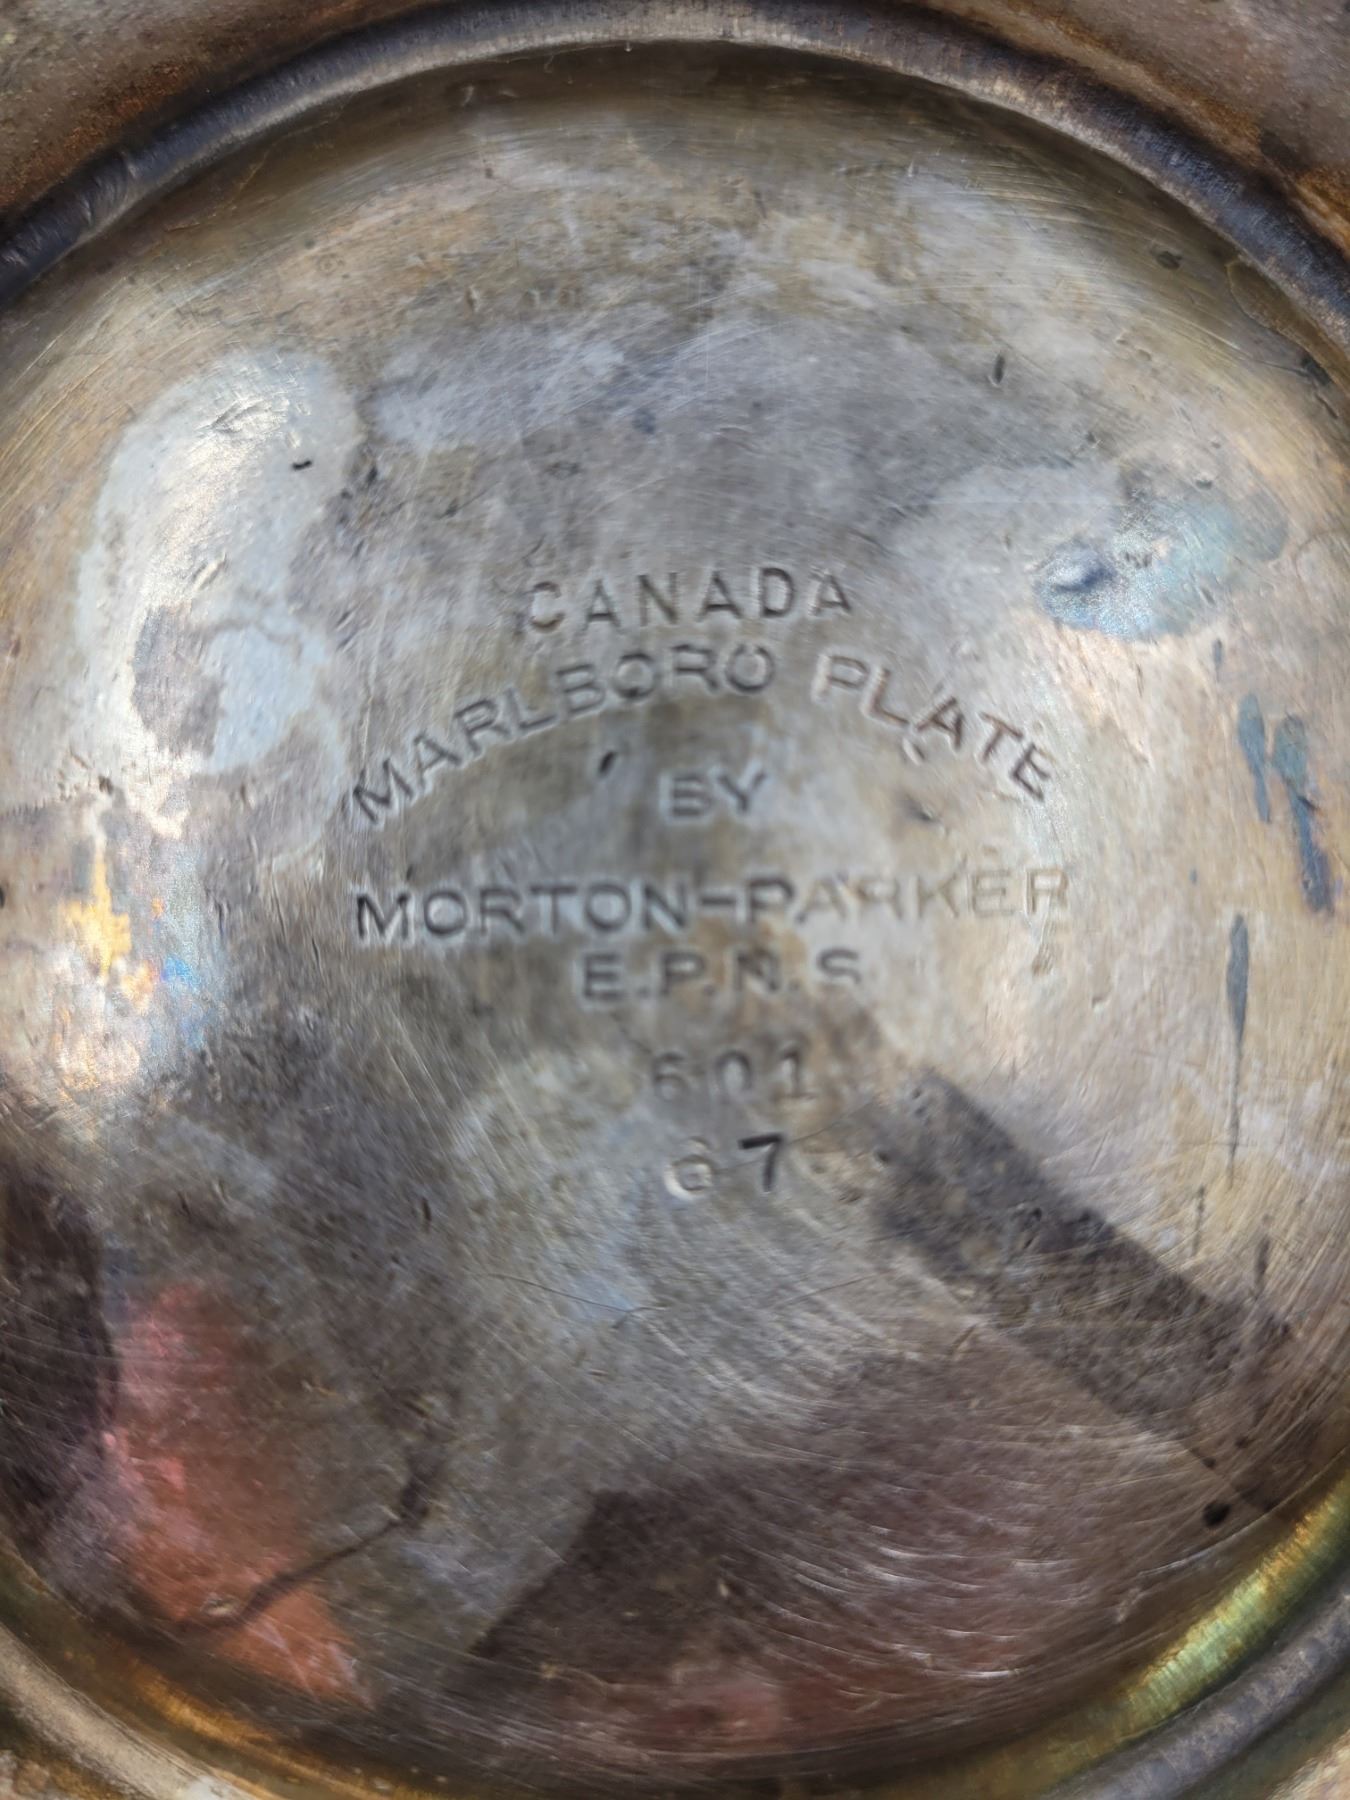 CANADA
MARLBORO PLATE
BY
MORTON-PARKER
E.P.N.S
601
67